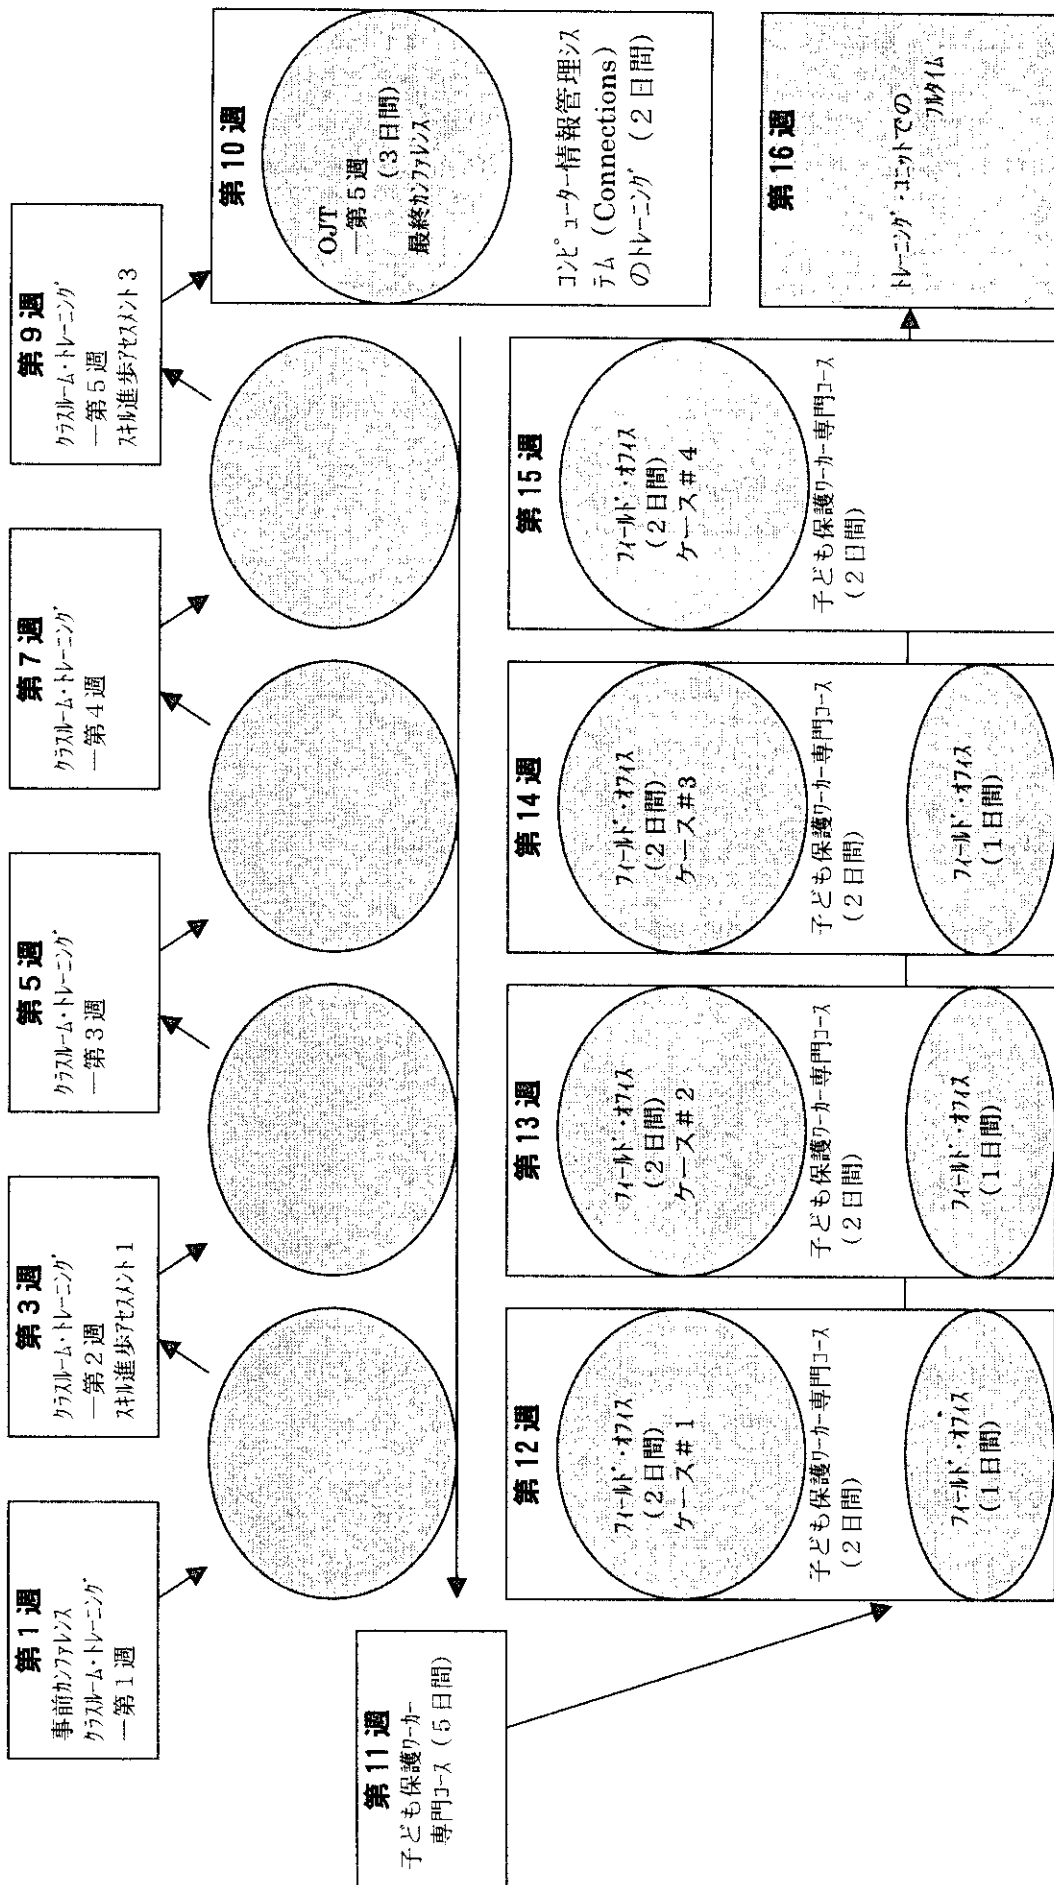 第1週
事前カンファレンス
クラスルーム・トレーニング
―第1週
第3週
クラスルーム・トレーニング
―第2週
スキル進歩アセスメント1
第5週
クラスルーム・トレーニング
―第3週
第7週
クラスルーム・トレーニング
―第4週
第9週
クラスルーム・トレーニング
―第5週
スキル進歩アセスメント3
第10週
OJT
―第5週
(3日間)
最終カンファレンス
コンピューター情報管理シス
テム (Connections)
のトレーニング (2日間)
第11週
子ども保護ワーカー
専門コース (5日間)
第12週
フィールド・オフィス
(2日間)
ケース#1
子ども保護ワーカー専門コース
(2日間)
フィールド・オフィス
(1日間)
第13週
フィールド・オフィス
(2日間)
ケース#2
子ども保護ワーカー専門コース
(2日間)
フィールド・オフィス
(1日間)
第14週
フィールド・オフィス
(2日間)
ケース#3
子ども保護ワーカー専門コース
(2日間)
フィールド・オフィス
(1日間)
第15週
フィールド・オフィス
(2日間)
ケース#4
子ども保護ワーカー専門コース
(2日間)
第16週
トレーニング・ユニットでの
フルタイム